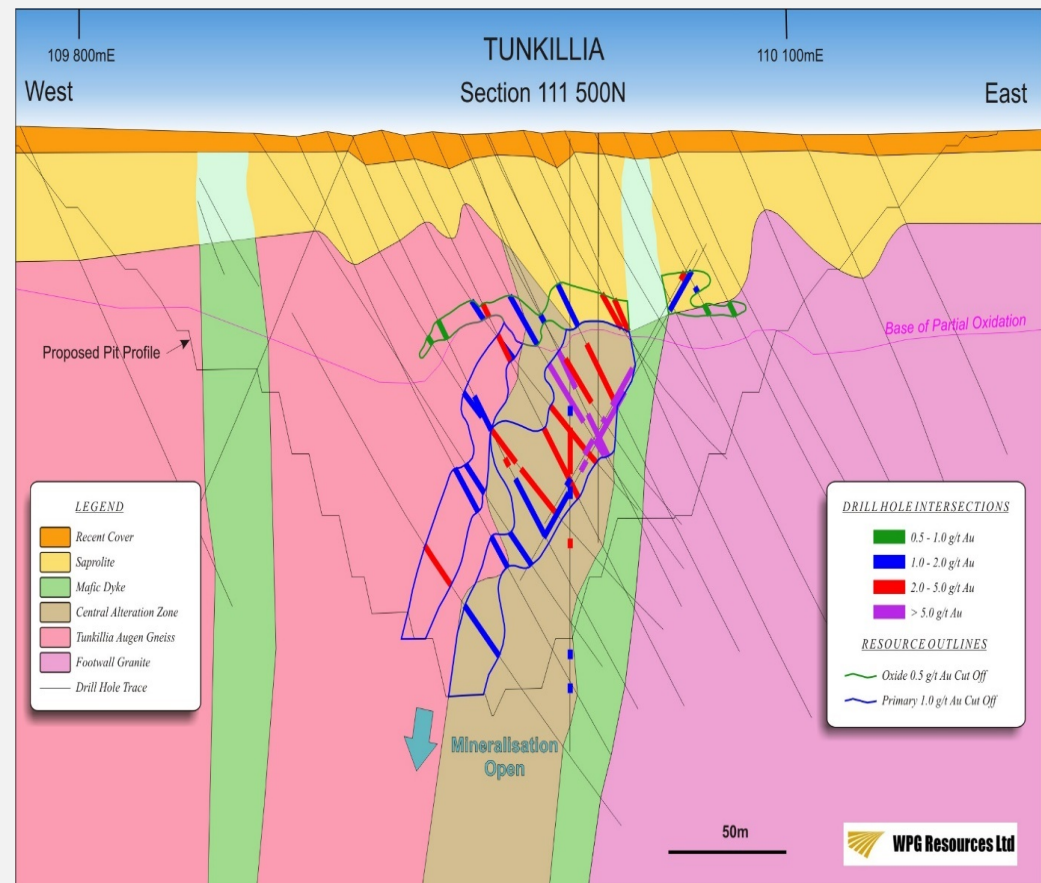 109 800mE
TUNKILLIA
110 100mE
West
Section 111 500N
East
Base of Partial Oxidation
Proposed Pit Profile
LEGEND
Recent Cover
Saprolite
Mafic Dyke
Central Alteration Zone
Tunkillia Augen Gneiss
Footwall Granite
Drill Hole Trace
DRILL HOLE INTERSECTIONS
0.5 - 1.0 g/t Au
1.0 - 2.0 g/t Au
2.0 - 5.0 g/t Au
> 5.0 g/t Au
RESOURCE OUTLINES
Oxide 0.5 g/t Au Cut Off
Primary 1.0 g/t Au Cut Off
Mineralisation
Open
50m
WPG Resources Ltd